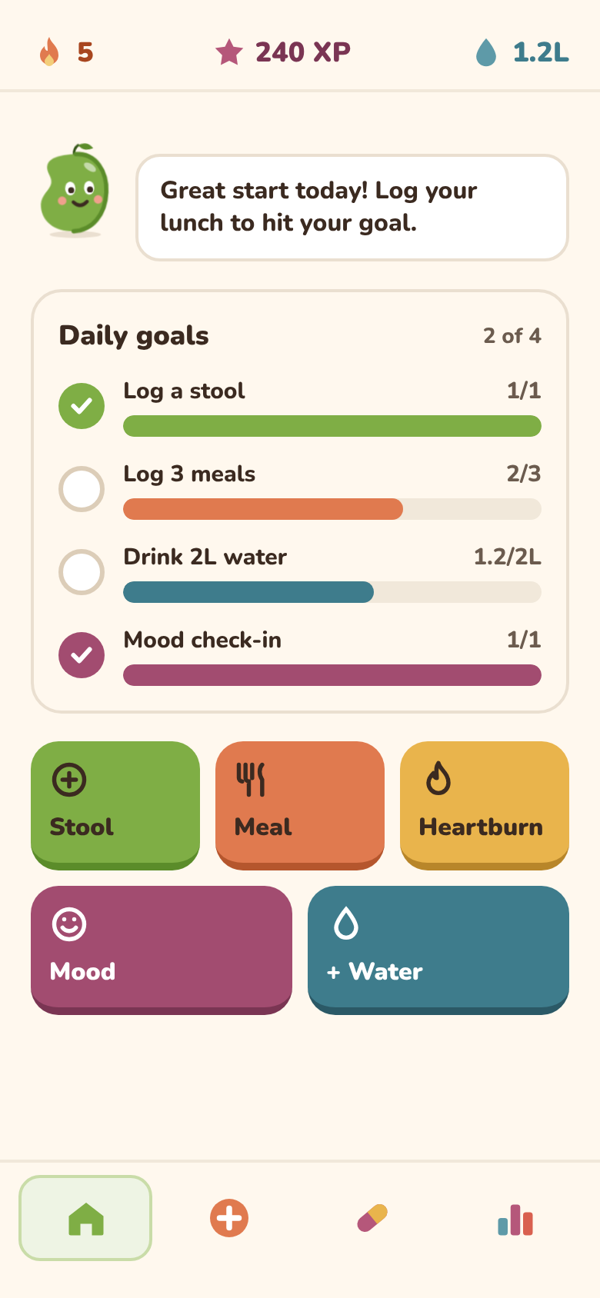 5
240 XP
1.2L
Great start today! Log your
lunch to hit your goal.
Daily goals
2 of 4
Log a stool
1/1
Log 3 meals
2/3
Drink 2L water
1.2/2L
Mood check-in
1/1
Stool
Meal
Heartburn
Mood
+ Water